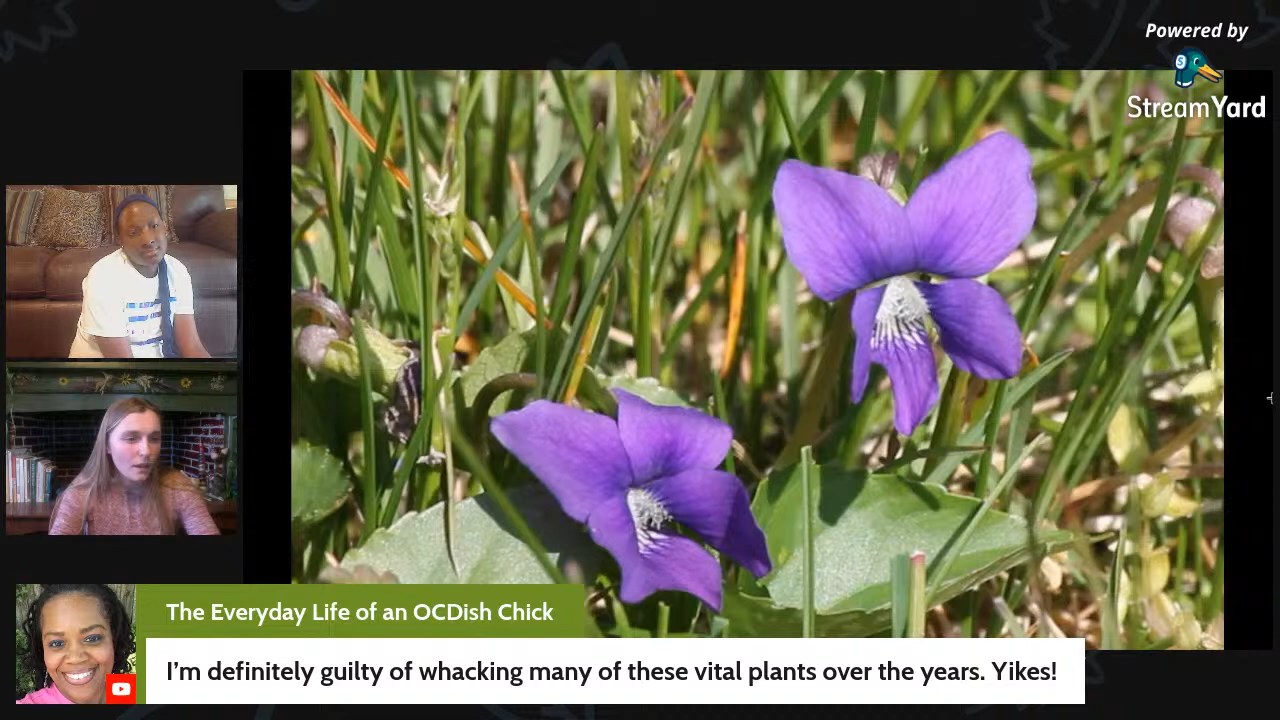 Powered by
StreamYard
The Everyday Life of an OCDish Chick
I'm definitely guilty of whacking many of these vital plants over the years. Yikes!